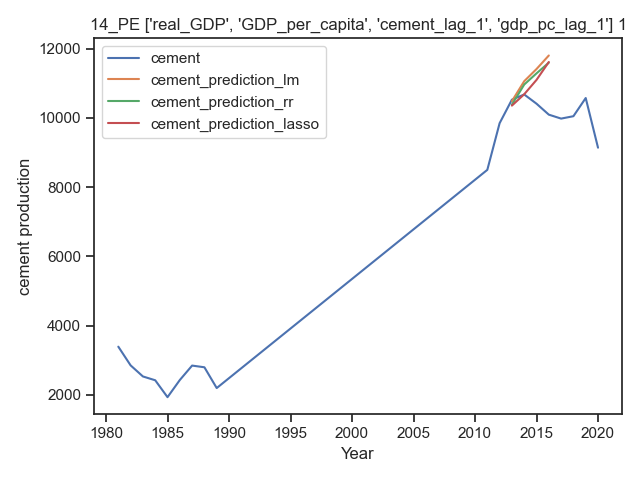 14_PE ['real_GDP', 'GDP_per_capita', 'cement_lag_1', 'gdp_pc_lag_1'] 1
12000
10000
8000
6000
4000
2000
cement production
cement
cement_prediction_lm
cement_prediction_rr
cement_prediction_lasso
1980 1985 1990 1995 2000 2005 2010 2015 2020
Year